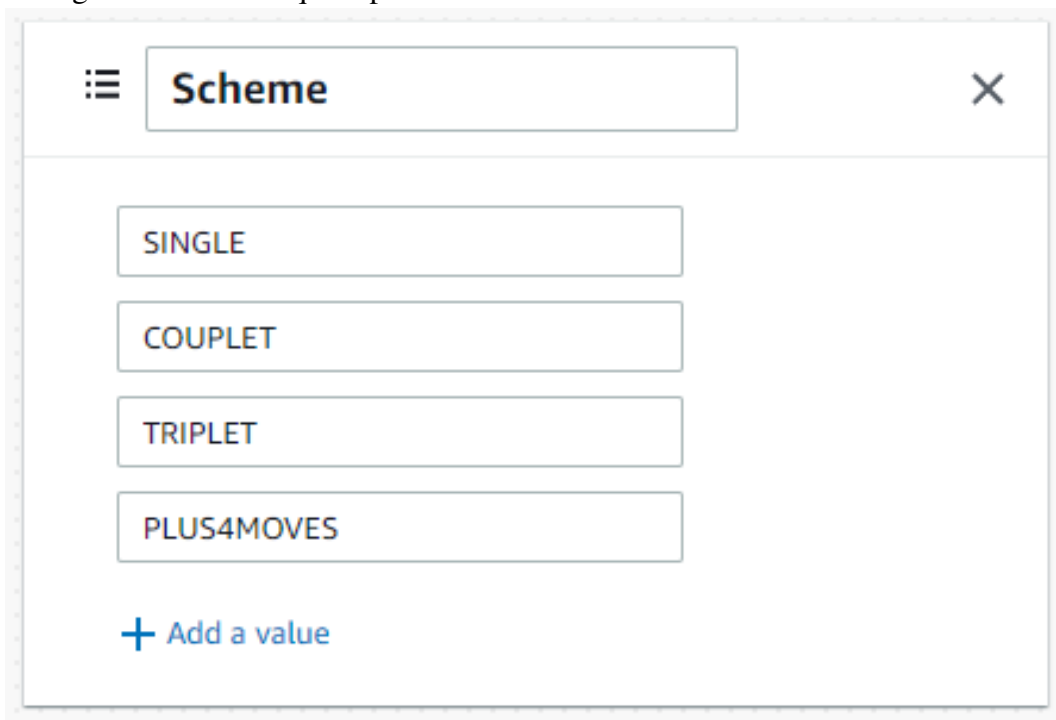 Scheme
SINGLE
COUPLET
TRIPLET
PLUS4MOVES
Add a value